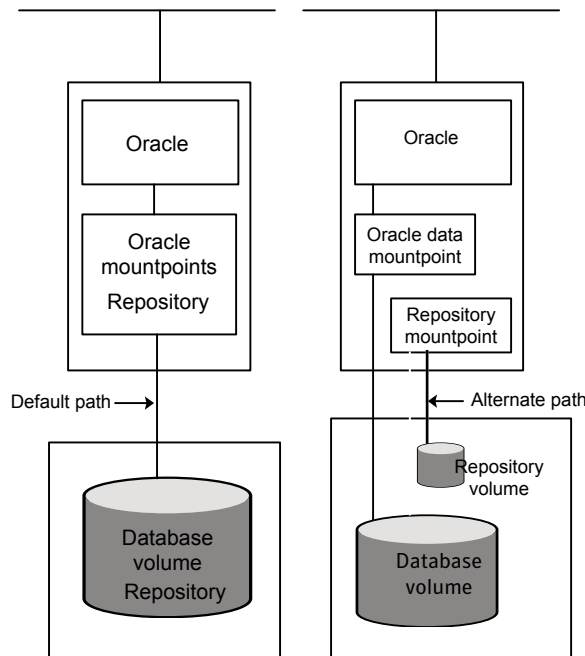 Oracle
Oracle
mountpoints
Repository
Default path
Database
volume
Repository
Oracle
Oracle data
mountpoint
Repository
mountpoint
Alternate path
Repository
volume
Database
volume